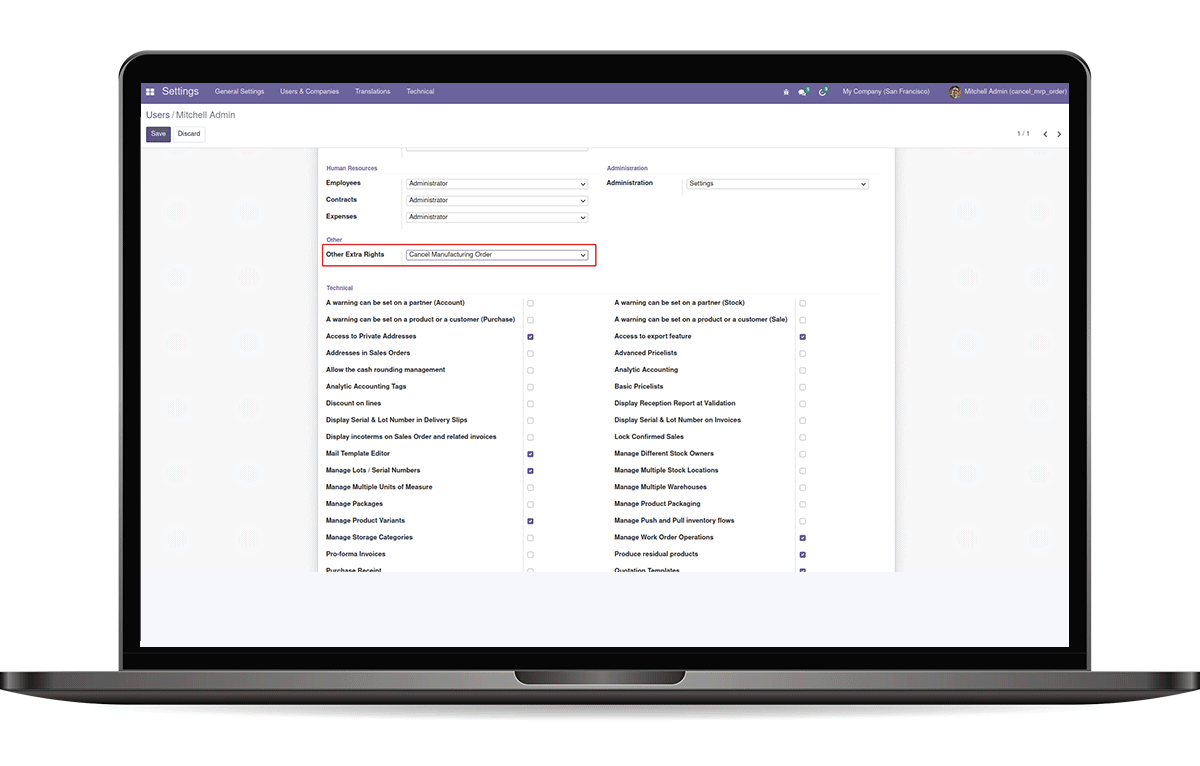 Settings General Settings Users & Companies Translations Technical My Company (San Francisco) Mitchell Admin (cancel_mrp_order)
Users / Mitchell Admin
Save Discard 1 / 1
Human Resources Administration
Employees Administrator Administration Settings
Contracts Administrator
Expenses Administrator
Other
Other Extra Rights Cancel Manufacturing Order
Technical
A warning can be set on a partner (Account) A warning can be set on a partner (Stock)
A warning can be set on a product or a customer (Purchase) A warning can be set on a product or a customer (Sale)
Access to Private Addresses Access to export feature
Addresses in Sales Orders Advanced Pricelists
Allow the cash rounding management Analytic Accounting
Analytic Accounting Tags Basic Pricelists
Discount on lines Display Reception Report at Validation
Display Serial & Lot Number in Delivery Slips Display Serial & Lot Number on Invoices
Display incoterms on Sales Order and related invoices Lock Confirmed Sales
Mail Template Editor Manage Different Stock Owners
Manage Lots / Serial Numbers Manage Multiple Stock Locations
Manage Multiple Units of Measure Manage Multiple Warehouses
Manage Packages Manage Product Packaging
Manage Product Variants Manage Push and Pull inventory flows
Manage Storage Categories Manage Work Order Operations
Pro-forma Invoices Produce residual products
Purchase Receipt Quotation Templates